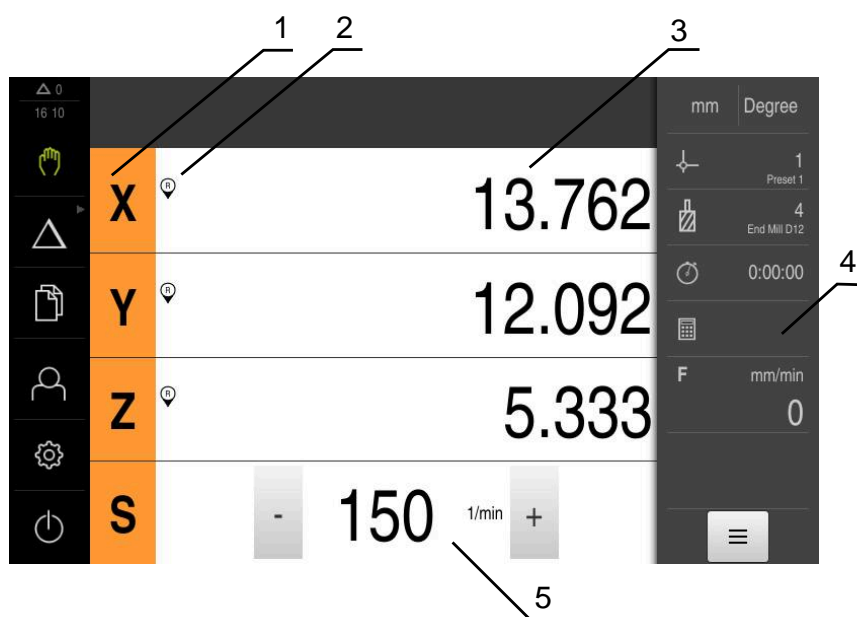 1 2 3
0
16 10
mm Degree
1
Preset 1
X R 13.762
4
End Mill D12
4
0:00:00
Y R 12.092
F mm/min
0
Z R 5.333
S - 150 1/min +
5